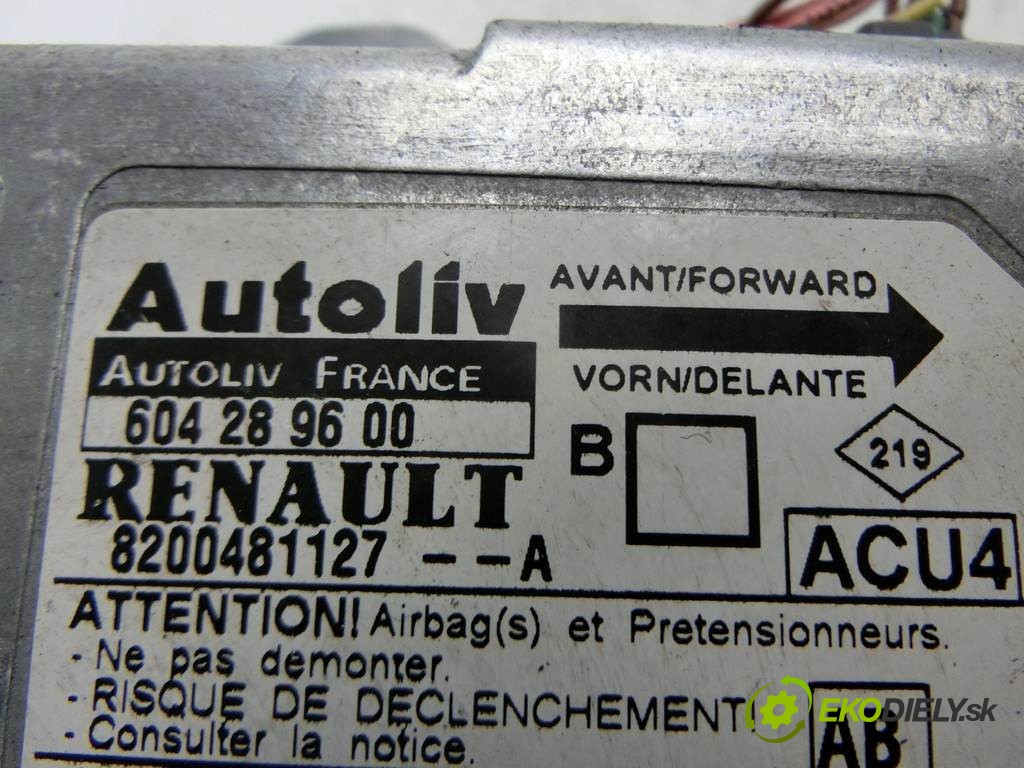 Autoliv
AUTOLIV FRANCE
604 28 96 00
RENAULT
8200481127 --A
AVANT/FORWARD
VORN/DELANTE
B
219
ACU4
ATTENTION! Airbag(s) et Pretensionneurs.
- Ne pas demonter.
- RISQUE DE DECLENCHEMENT.
- Consulter la notice.
AB
EKODIELY.sk